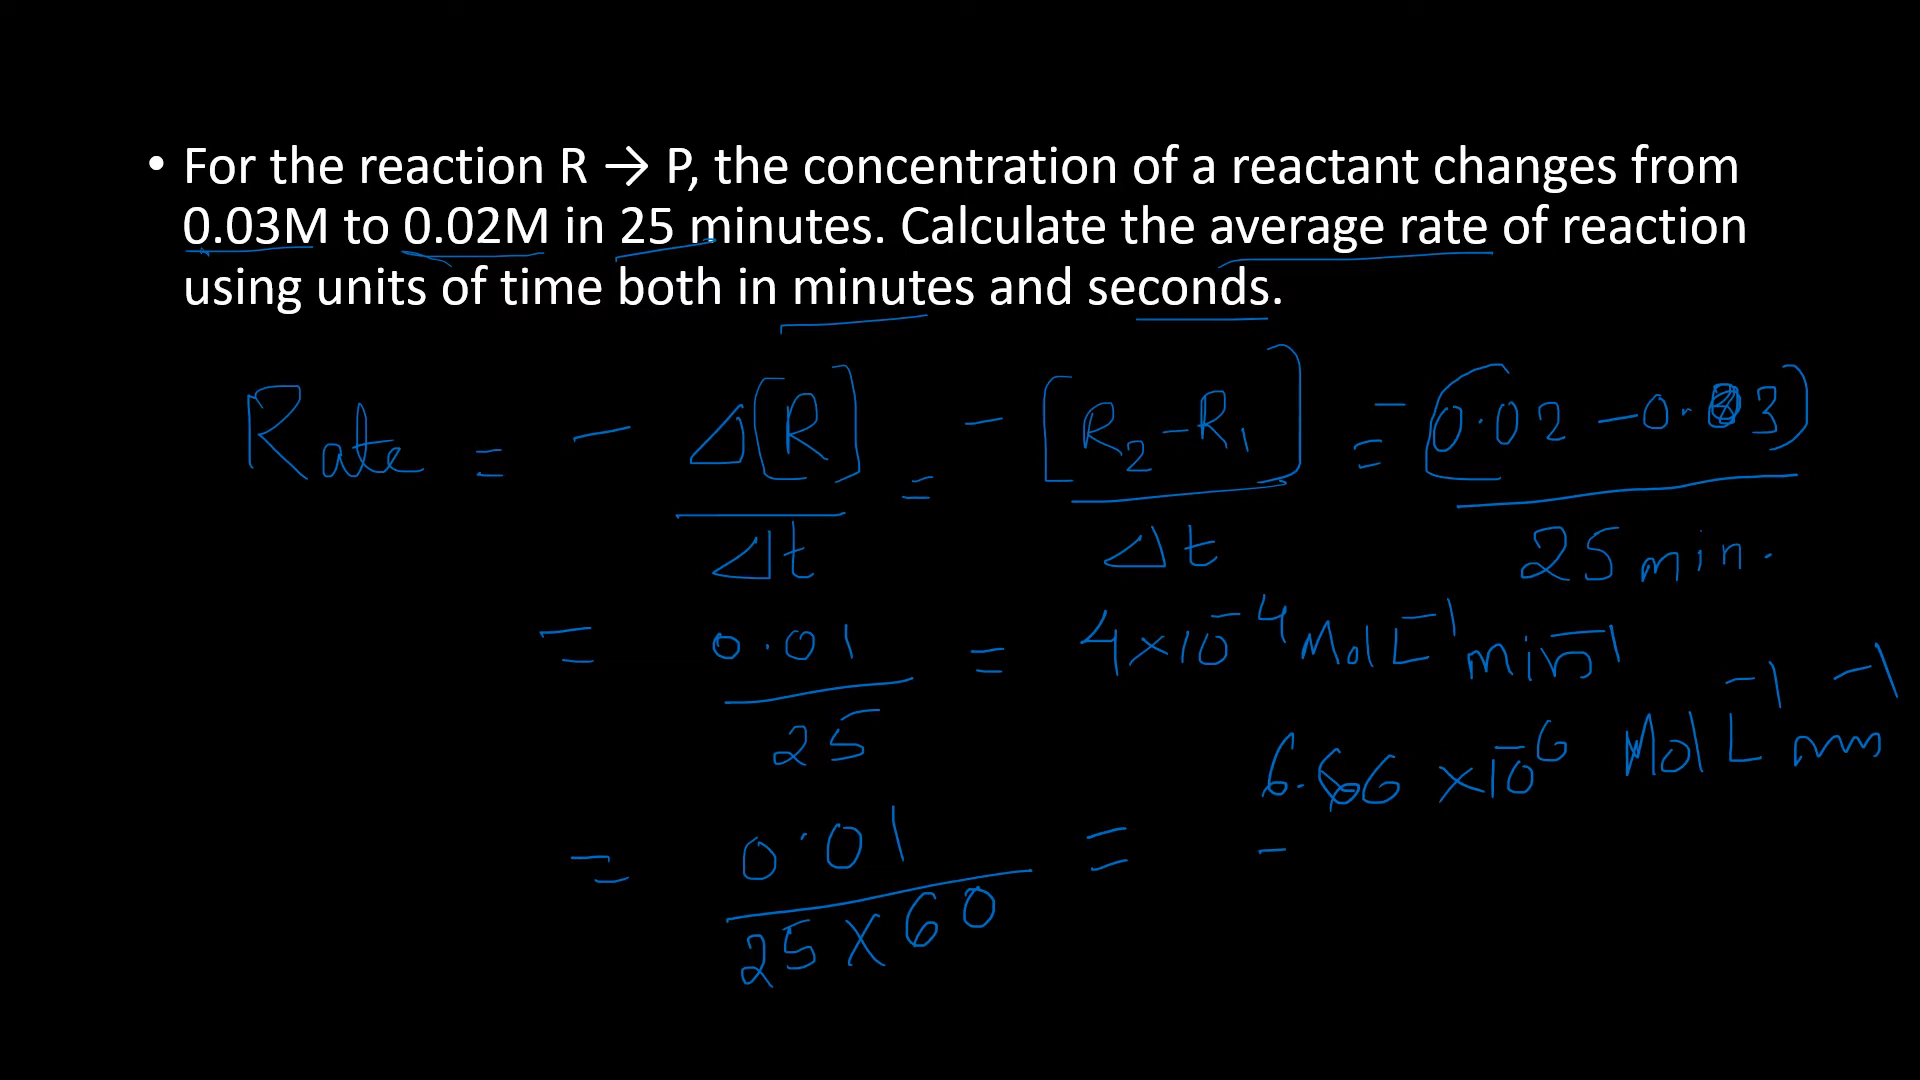 • For the reaction R → P, the concentration of a reactant changes from
0.03M to 0.02M in 25 minutes. Calculate the average rate of reaction
using units of time both in minutes and seconds.
Rate = - Δ[R] / Δt = - [R₂ - R₁] / Δt = - [0.02 - 0.03] / 25 min.
= 0.01 / 25 = 4 × 10⁻⁴ Mol L⁻¹ min⁻¹
6.66 × 10⁻⁶ Mol L⁻¹
= 0.01 / 25 × 60 = -